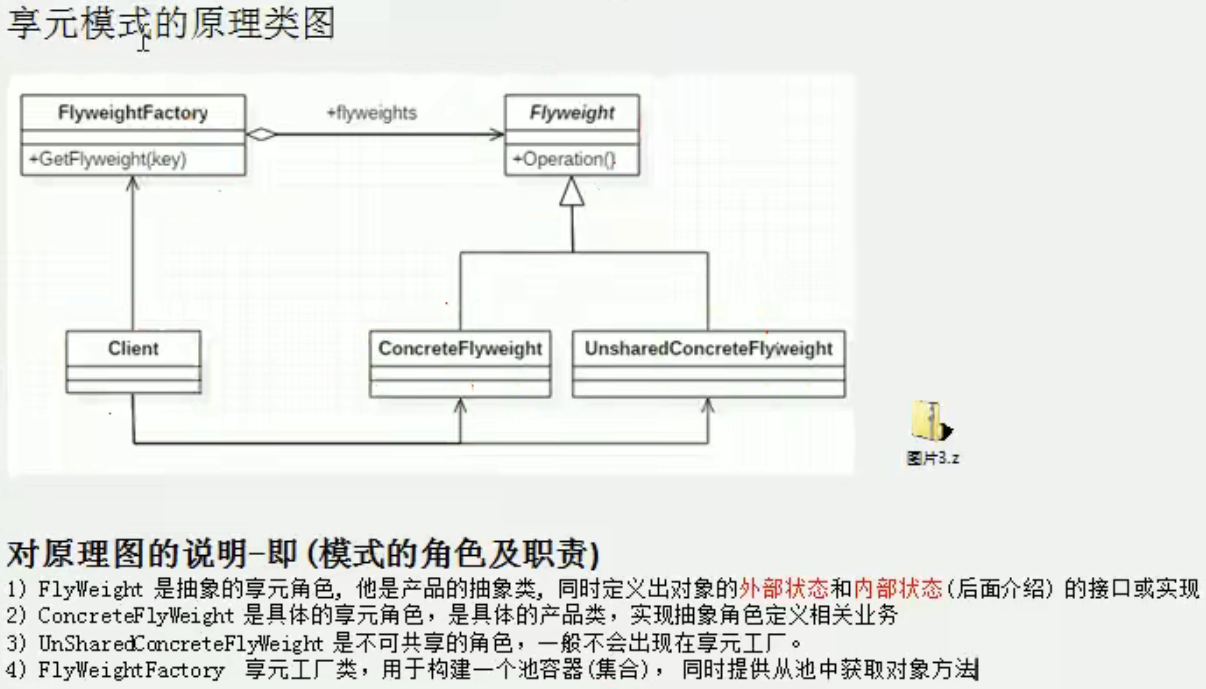 享元模式的原理类图
FlyweightFactory
+flyweights
Flyweight
+GetFlyweight(key)
+Operation()
Client
ConcreteFlyweight
UnsharedConcreteFlyweight
图片3.z
对原理图的说明-即(模式的角色及职责)
1) FlyWeight 是抽象的享元角色, 他是产品的抽象类, 同时定义出对象的外部状态和内部状态(后面介绍) 的接口或实现
2) ConcreteFlyWeight 是具体的享元角色，是具体的产品类，实现抽象角色定义相关业务
3) UnSharedConcreteFlyWeight 是不可共享的角色，一般不会出现在享元工厂。
4) FlyWeightFactory 享元工厂类，用于构建一个池容器(集合)， 同时提供从池中获取对象方法